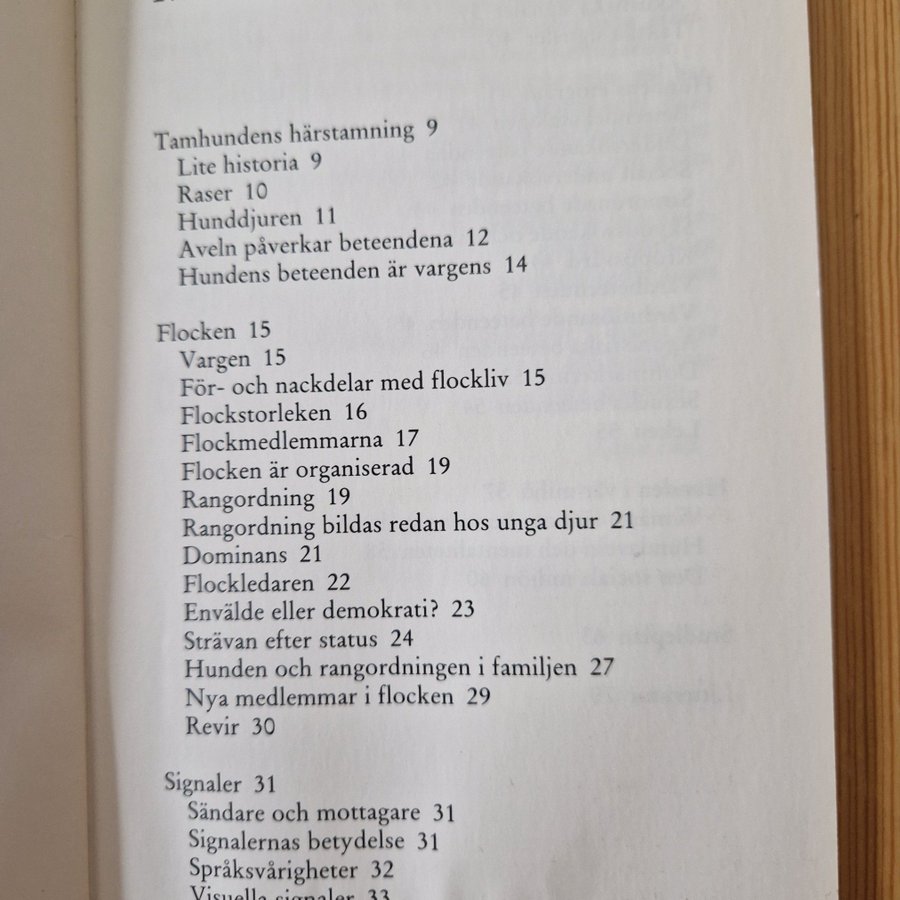 Tamhundens härstamning 9
Lite historia 9
Raser 10
Hunddjuren 11
Aveln påverkar beteendena 12
Hundens beteenden är vargens 14
Flocken 15
Vargen 15
För- och nackdelar med flockliv 15
Flockstorleken 16
Flockmedlemmarna 17
Flocken är organiserad 19
Rangordning 19
Rangordning bildas redan hos unga djur 21
Dominans 21
Flockledaren 22
Envälde eller demokrati? 23
Strävan efter status 24
Hunden och rangordningen i familjen 27
Nya medlemmar i flocken 29
Revir 30
Signaler 31
Sändare och mottagare 31
Signalernas betydelse 31
Språksvårigheter 32
Visuella signaler 33